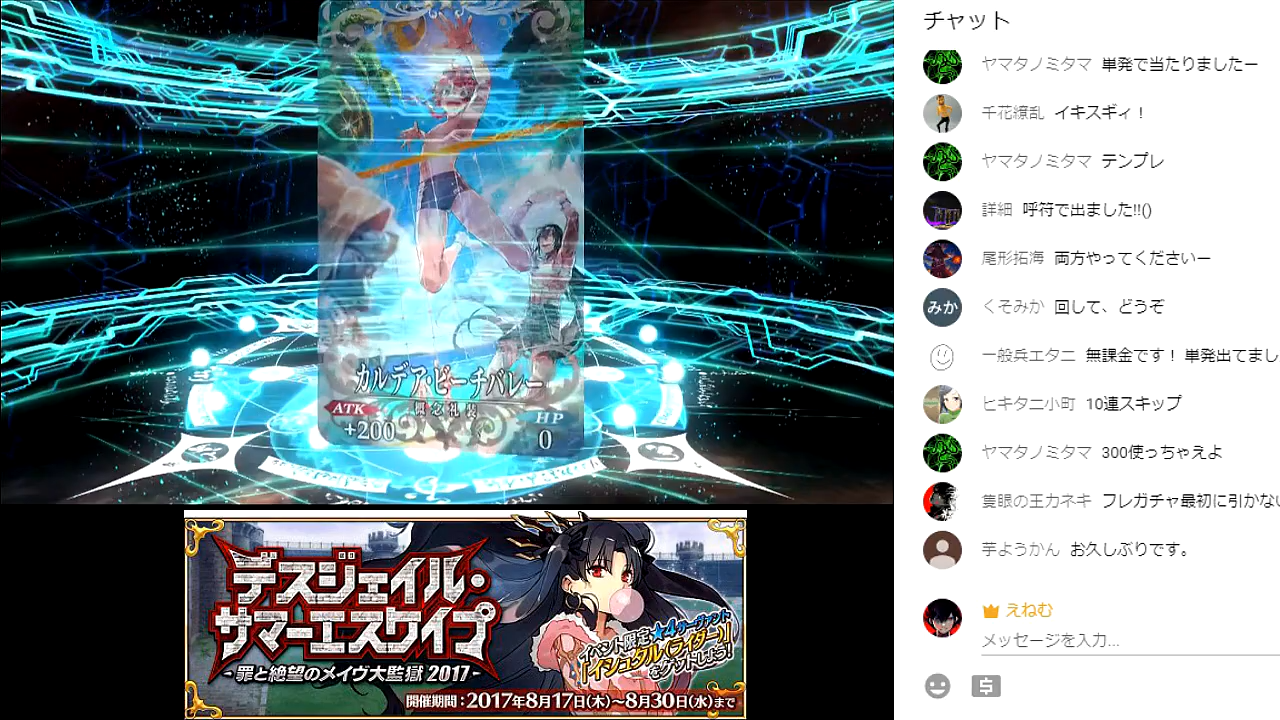 カルデア・ビーチバレー
ATK
概念礼装
HP
+200
0
デスジェイル・
サマーエスケイプ
-罪と絶望のメイヴ大監獄 2017-
イベント限定★4サーヴァント
「イシュタル(ライダー)」
をゲットしよう!
開催期間:2017年8月17日(木)~8月30日(水)まで
チャット
ヤマタノミタマ 単発で当たりましたー
千花繚乱 イキスギィ!
ヤマタノミタマ テンプレ
詳細 呼符で出ました!!()
尾形拓海 両方やってくださいー
みか くそみか 回して、どうぞ
一般兵エタニ 無課金です! 単発出てまし
ヒキタニ小町 10連スキップ
ヤマタノミタマ 300使っちゃえよ
隻眼の王カネキ フレガチャ最初に引かない
芋ようかん お久しぶりです。
えねむ
メッセージを入力...